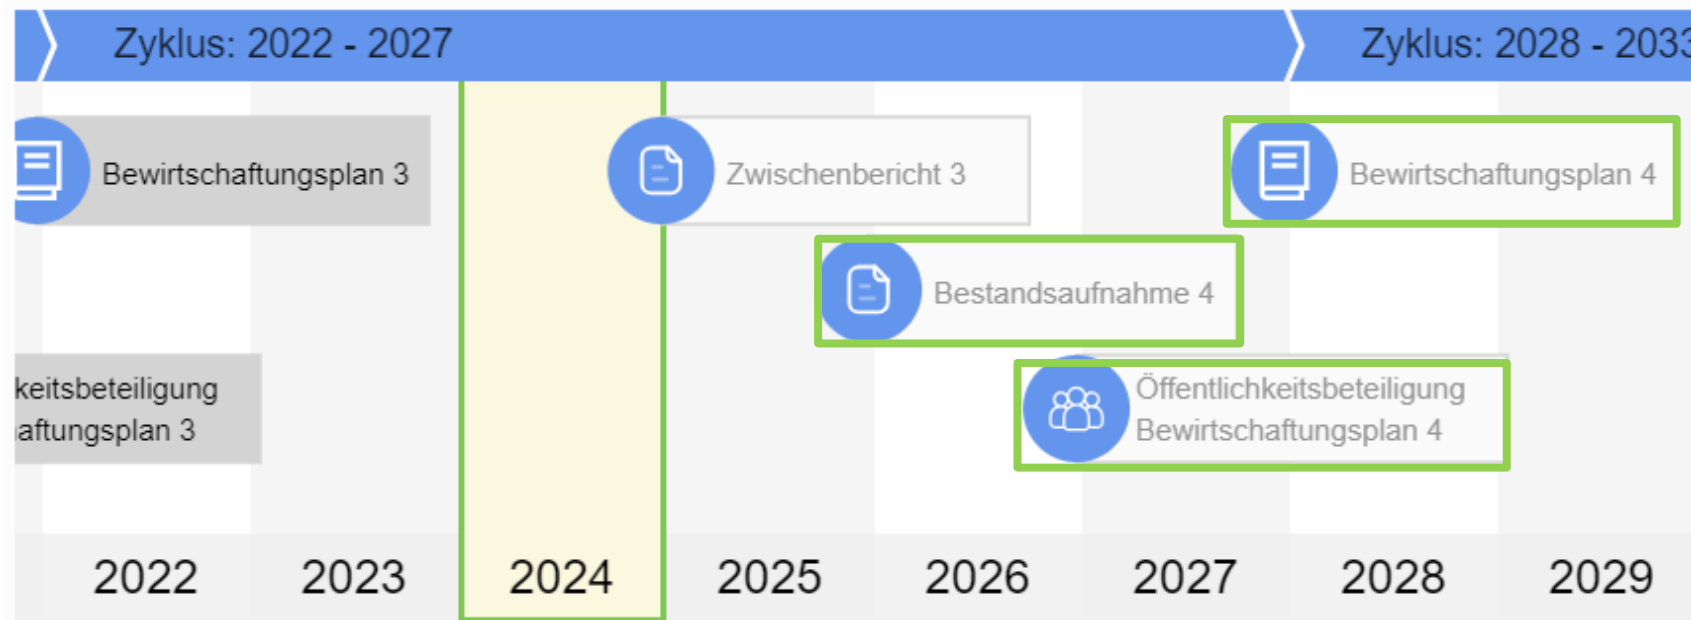 Zyklus: 2022 - 2027
Zyklus: 2028 - 2033
Bewirtschaftungsplan 3
Zwischenbericht 3
Bewirtschaftungsplan 4
Bestandsaufnahme 4
keitsbeteiligung
aftungsplan 3
Öffentlichkeitsbeteiligung
Bewirtschaftungsplan 4
2022 2023 2024 2025 2026 2027 2028 2029